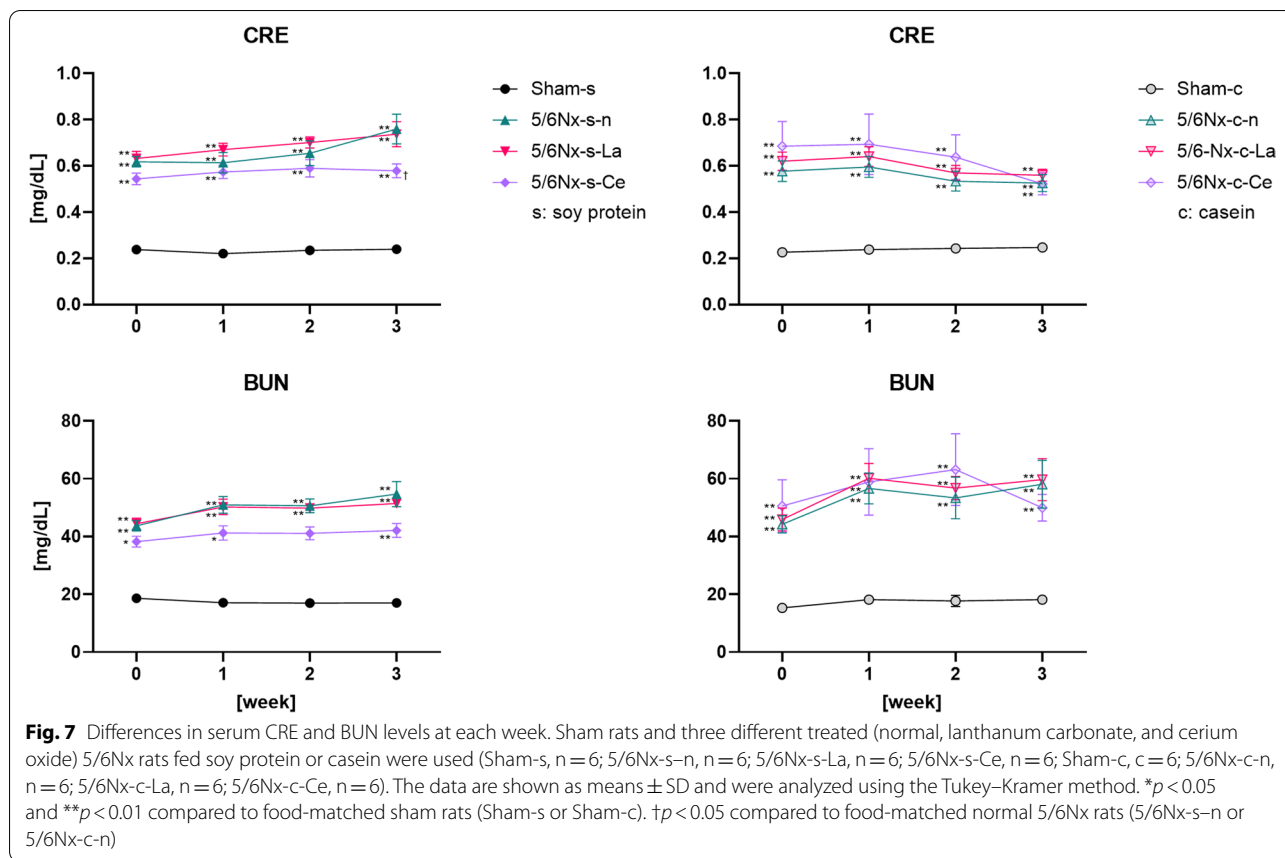 CRE
1.0
0.8
0.6
0.4
0.2
0.0
[mg/dL]
0 1 2 3
** ** ** **
** ** ** **
** ** ** ** †
Sham-s
5/6Nx-s-n
5/6Nx-s-La
5/6Nx-s-Ce
s: soy protein
CRE
1.0
0.8
0.6
0.4
0.2
0.0
0 1 2 3
** ** ** **
** ** ** **
** ** ** **
Sham-c
5/6Nx-c-n
5/6-Nx-c-La
5/6Nx-c-Ce
c: casein
BUN
80
60
40
20
0
[mg/dL]
0 1 2 3
[week]
** ** ** **
** ** ** **
* * **
BUN
80
60
40
20
0
0 1 2 3
[week]
** ** ** **
** ** ** **
** ** ** **
Fig. 7 Differences in serum CRE and BUN levels at each week. Sham rats and three different treated (normal, lanthanum carbonate, and cerium
oxide) 5/6Nx rats fed soy protein or casein were used (Sham-s, n = 6; 5/6Nx-s–n, n = 6; 5/6Nx-s-La, n = 6; 5/6Nx-s-Ce, n = 6; Sham-c, c = 6; 5/6Nx-c-n,
n = 6; 5/6Nx-c-La, n = 6; 5/6Nx-c-Ce, n = 6). The data are shown as means ± SD and were analyzed using the Tukey–Kramer method. *p < 0.05
and **p < 0.01 compared to food-matched sham rats (Sham-s or Sham-c). †p < 0.05 compared to food-matched normal 5/6Nx rats (5/6Nx-s–n or
5/6Nx-c-n)